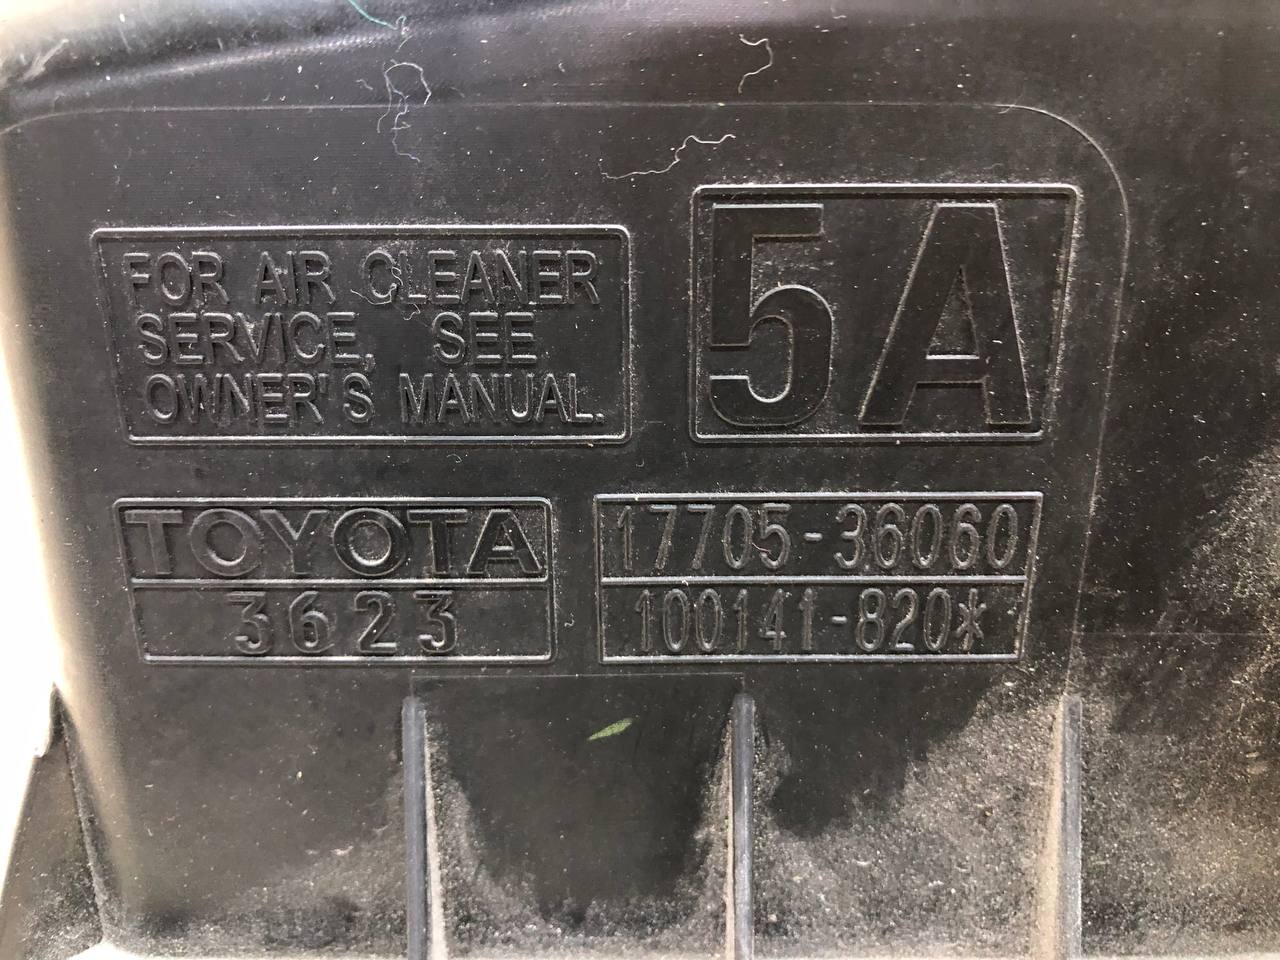 FOR AIR CLEANER
SERVICE, SEE
OWNER'S MANUAL.
5A
TOYOTA
3623
17705-36060
100141-820*